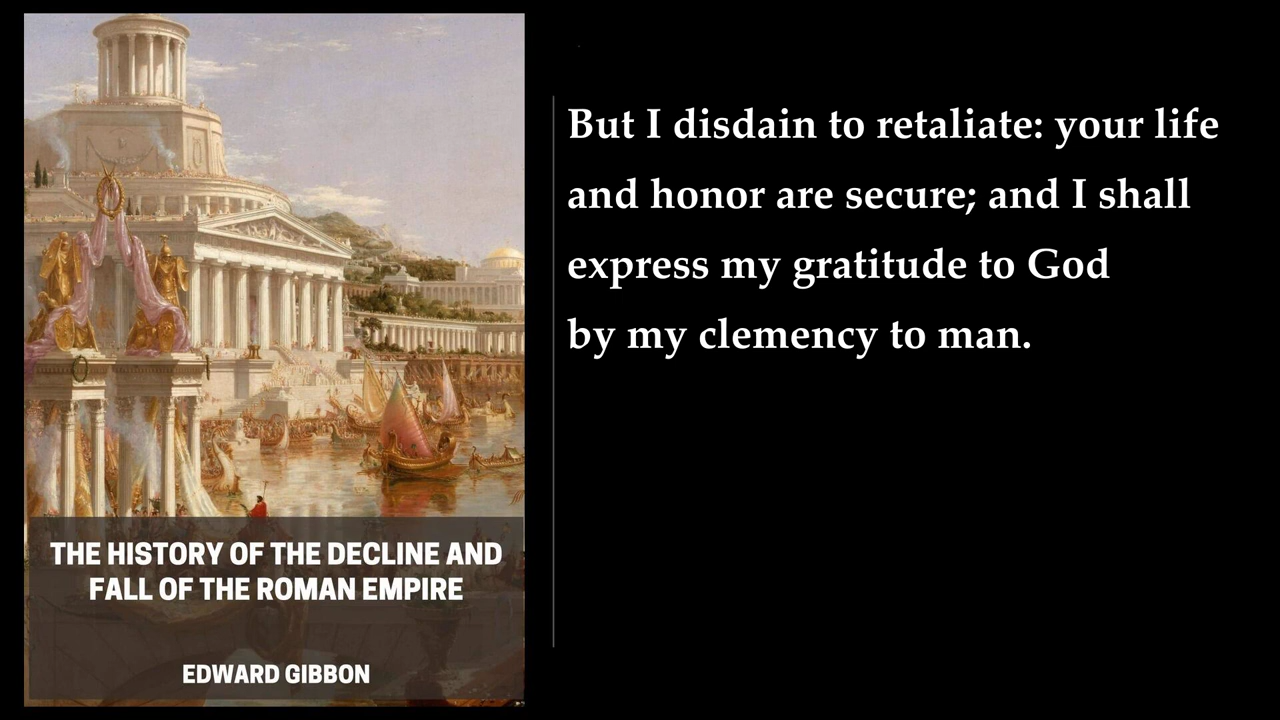 THE HISTORY OF THE DECLINE AND
FALL OF THE ROMAN EMPIRE
EDWARD GIBBON
But I disdain to retaliate: your life
and honor are secure; and I shall
express my gratitude to God
by my clemency to man.